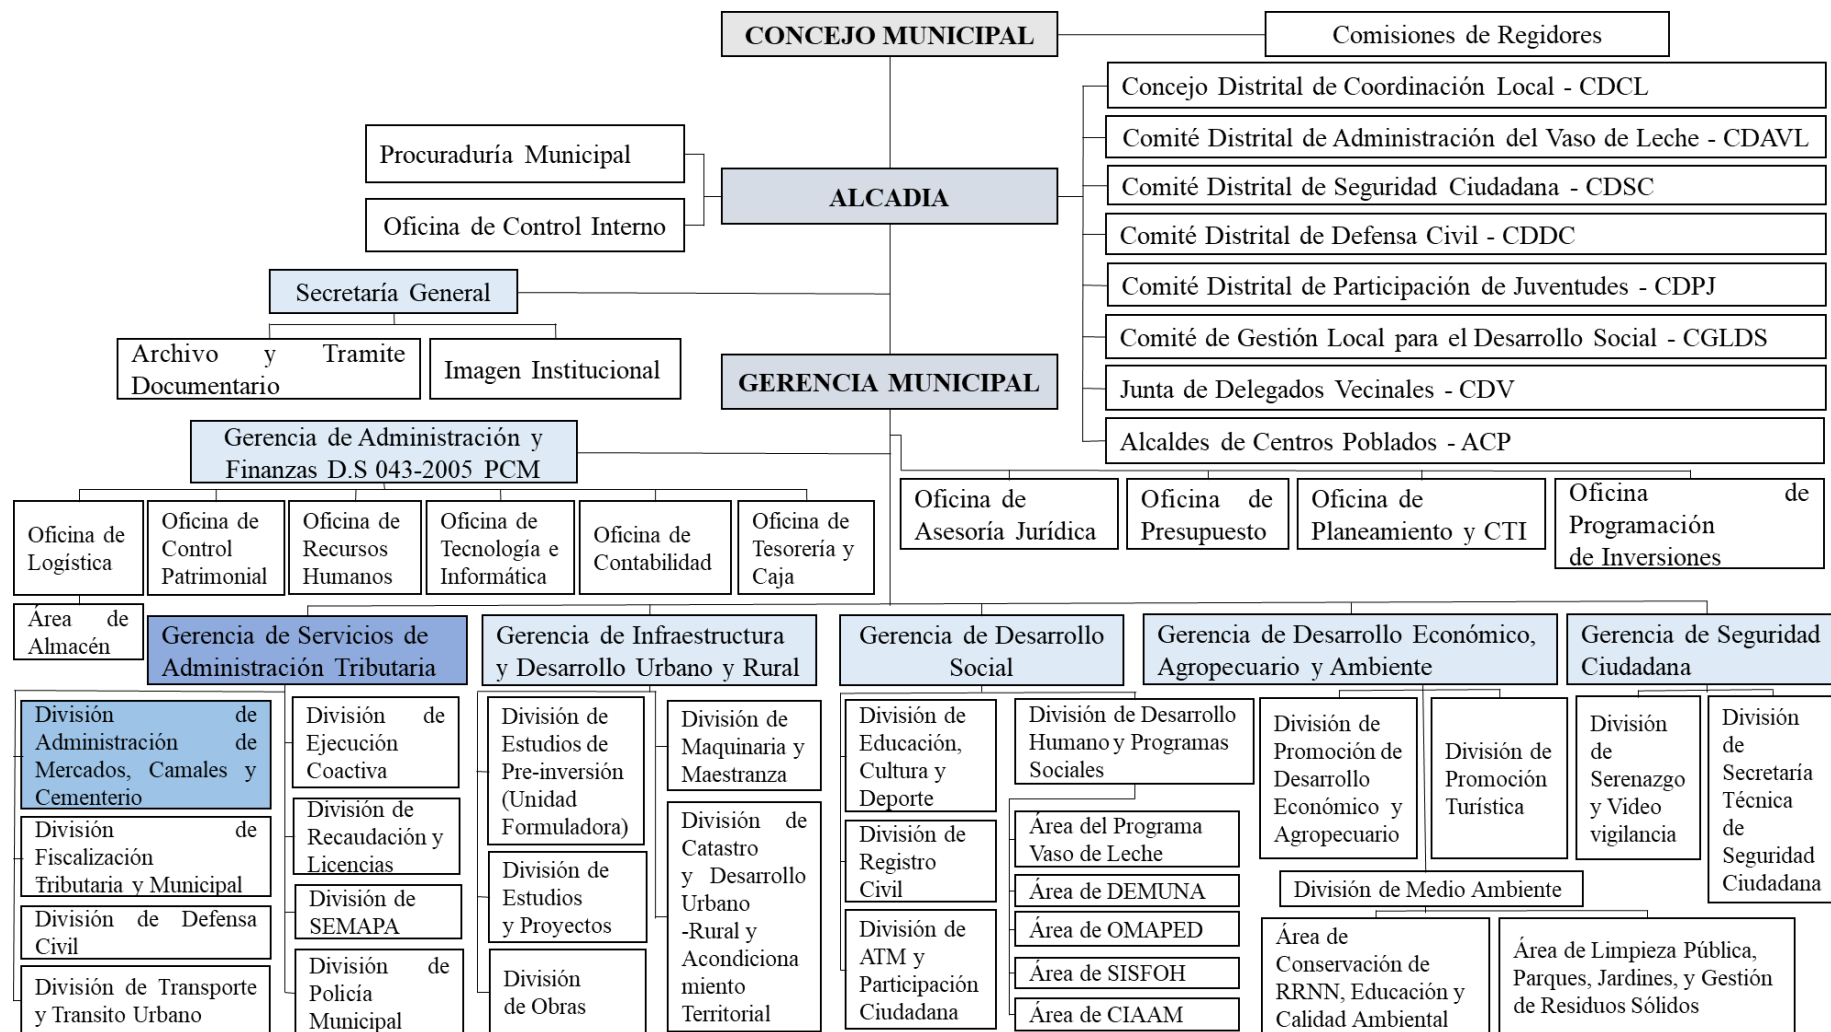 CONCEJO MUNICIPAL
Comisiones de Regidores
Concejo Distrital de Coordinación Local - CDCL
Comité Distrital de Administración del Vaso de Leche - CDAVL
Comité Distrital de Seguridad Ciudadana - CDSC
Comité Distrital de Defensa Civil - CDDC
Comité Distrital de Participación de Juventudes - CDPJ
Comité de Gestión Local para el Desarrollo Social - CGLDS
Junta de Delegados Vecinales - CDV
Alcaldes de Centros Poblados - ACP
Procuraduría Municipal
Oficina de Control Interno
ALCADIA
Secretaría General
Archivo y Tramite
Documentario
Imagen Institucional
GERENCIA MUNICIPAL
Gerencia de Administración y
Finanzas D.S 043-2005 PCM
Oficina de
Logística
Oficina de
Control
Patrimonial
Oficina de
Recursos
Humanos
Oficina de
Tecnología e
Informática
Oficina de
Contabilidad
Oficina de
Tesorería y
Caja
Oficina de
Asesoría Jurídica
Oficina de
Presupuesto
Oficina de
Planeamiento y CTI
Oficina de
Programación
de Inversiones
Área de
Almacén
Gerencia de Servicios de
Administración Tributaria
Gerencia de Infraestructura
y Desarrollo Urbano y Rural
Gerencia de Desarrollo
Social
Gerencia de Desarrollo Económico,
Agropecuario y Ambiente
Gerencia de Seguridad
Ciudadana
División de
Administración de
Mercados, Camales y
Cementerio
División de
Fiscalización
Tributaria y Municipal
División de Defensa
Civil
División de Transporte
y Transito Urbano
División de
Ejecución
Coactiva
División de
Recaudación y
Licencias
División de
SEMAPA
División de
Policía
Municipal
División de
Estudios de
Pre-inversión
(Unidad
Formuladora)
División de
Estudios
y Proyectos
División
de Obras
División de
Maquinaria y
Maestranza
División de
Catastro
y Desarrollo
Urbano
-Rural y
Acondiciona
miento
Territorial
División de
Educación,
Cultura y
Deporte
División de
Registro
Civil
División de
ATM y
Participación
Ciudadana
División de Desarrollo
Humano y Programas
Sociales
Área del Programa
Vaso de Leche
Área de DEMUNA
Área de OMAPED
Área de SISFOH
Área de CIAAM
División de
Promoción de
Desarrollo
Económico y
Agropecuario
División de
Promoción
Turística
División de Medio Ambiente
Área de
Conservación de
RRNN, Educación y
Calidad Ambiental
Área de Limpieza Pública,
Parques, Jardines, y Gestión
de Residuos Sólidos
División
de
Serenazgo
y Video
vigilancia
División
de
Secretaría
Técnica
de
Seguridad
Ciudadana